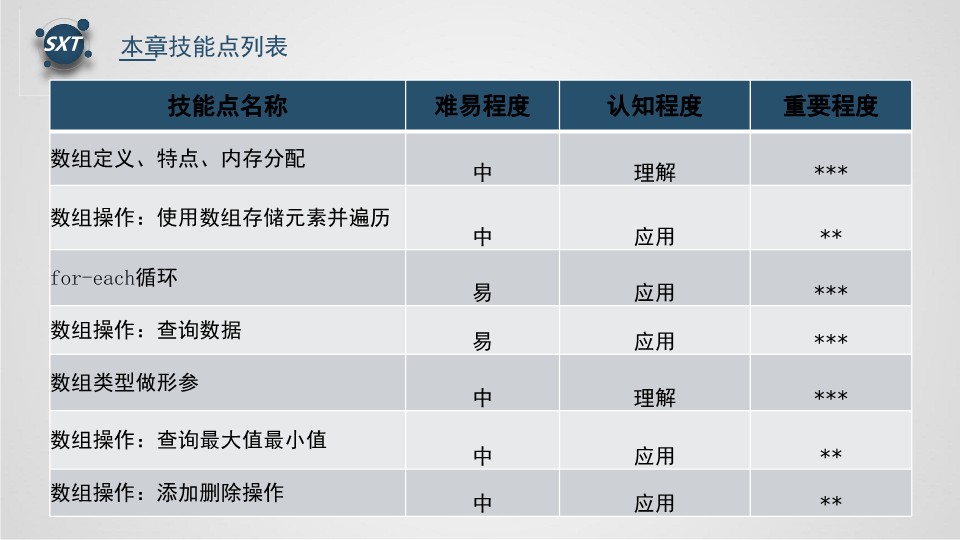 SXT
本章技能点列表
技能点名称 难易程度 认知程度 重要程度
数组定义、特点、内存分配 中 理解 ***
数组操作：使用数组存储元素并遍历 中 应用 **
for-each循环 易 应用 ***
数组操作：查询数据 易 应用 ***
数组类型做形参 中 理解 ***
数组操作：查询最大值最小值 中 应用 **
数组操作：添加删除操作 中 应用 **